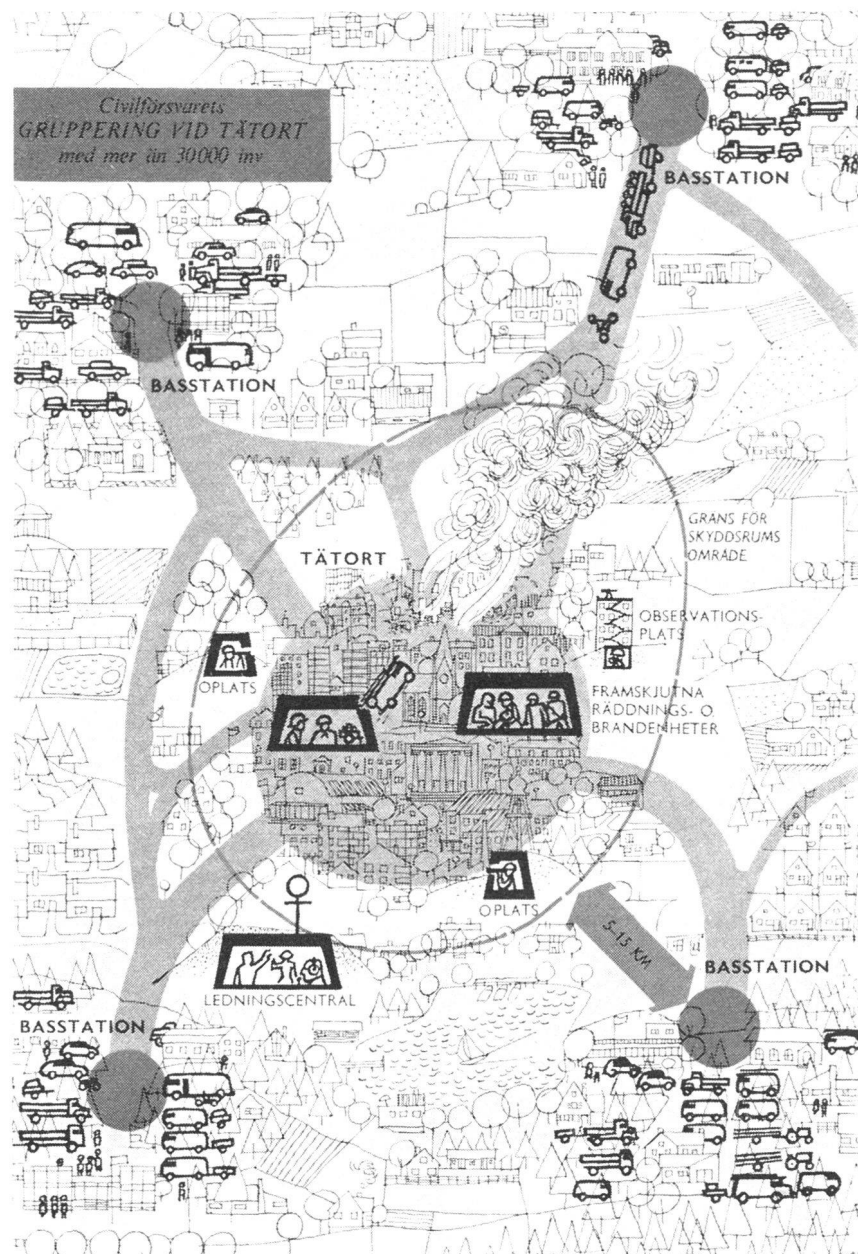 Civilförsvarets
GRUPPERING VID TÄTORT
med mer än 30000 inv
BASSTATION
BASSTATION
GRÄNS FÖR
SKYDDSRUMS
OMRÅDE
TÄTORT
OBSERVATIONS-
PLATS
OPLATS
FRAMSKJUTNA
RÄDDNINGS- O.
BRANDENHETER
OPLATS
5-15 KM
BASSTATION
LEDNINGSCENTRAL
BASSTATION